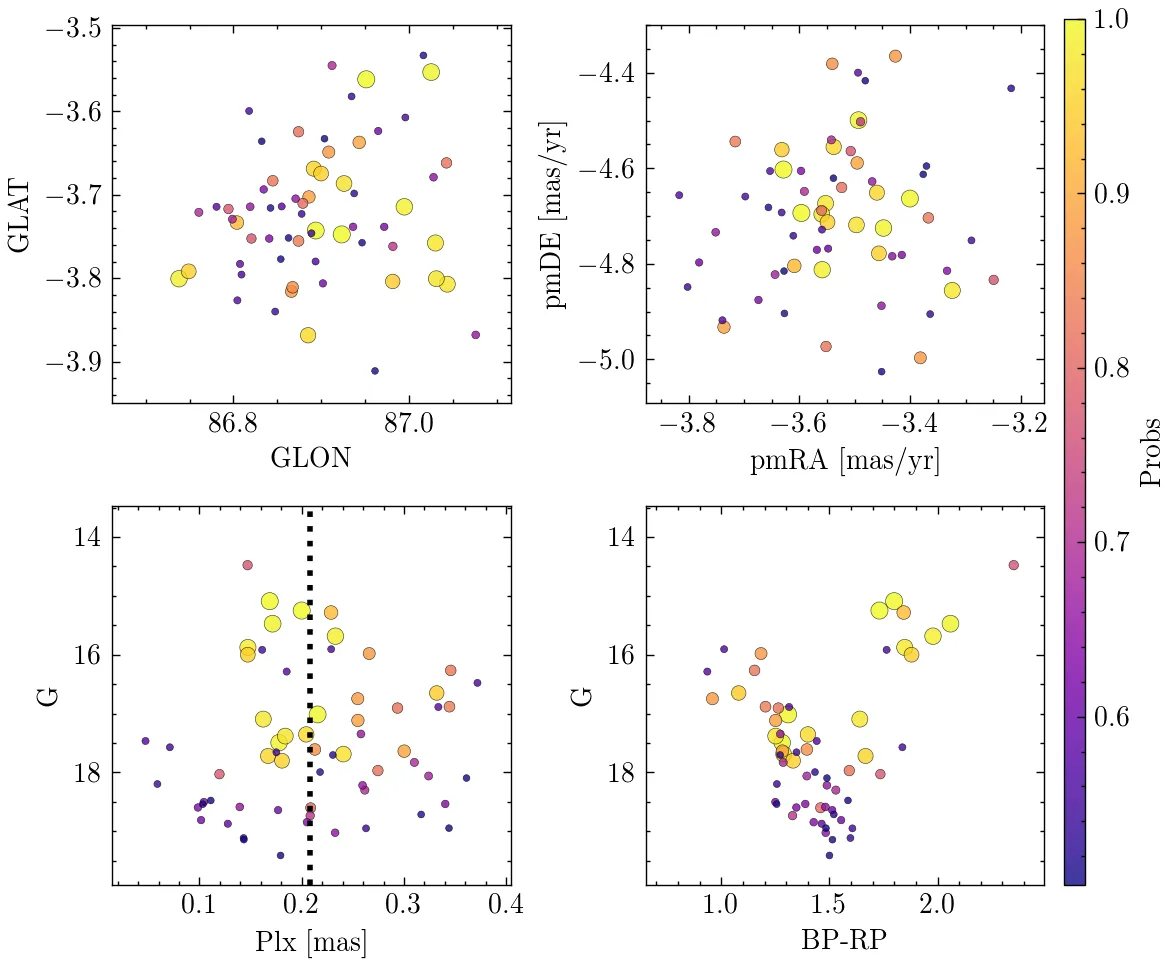 −3.5
−3.6
−3.7
−3.8
−3.9
GLAT
86.8 87.0
GLON
−4.4
−4.6
−4.8
−5.0
pmDE [mas/yr]
−3.8 −3.6 −3.4 −3.2
pmRA [mas/yr]
14
16
18
G
0.1 0.2 0.3 0.4
Plx [mas]
14
16
18
G
1.0 1.5 2.0
BP-RP
1.0
0.9
0.8
0.7
0.6
Probs